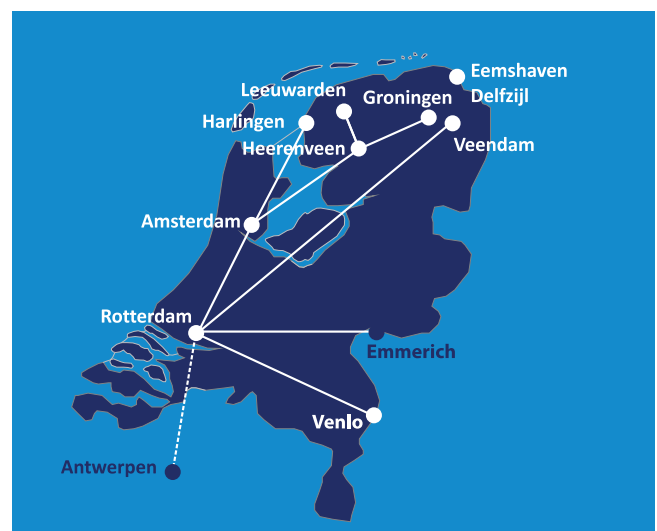 Eemshaven
Delfzijl
Leeuwarden
Groningen
Harlingen
Heerenveen
Veendam
Amsterdam
Rotterdam
Emmerich
Venlo
Antwerpen